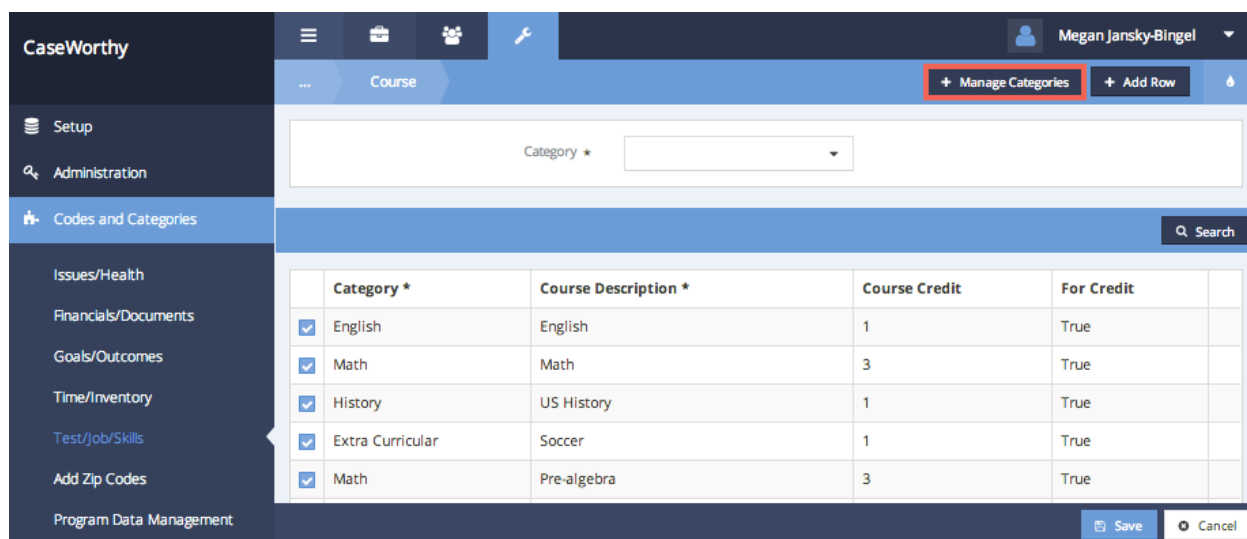 CaseWorthy
Megan Jansky-Bingel
... Course + Manage Categories + Add Row
Setup
Administration
Codes and Categories
Issues/Health
Financials/Documents
Goals/Outcomes
Time/Inventory
Test/Job/Skills
Add Zip Codes
Program Data Management
Category ★
Search
Category * Course Description * Course Credit For Credit
English English 1 True
Math Math 3 True
History US History 1 True
Extra Curricular Soccer 1 True
Math Pre-algebra 3 True
Save Cancel